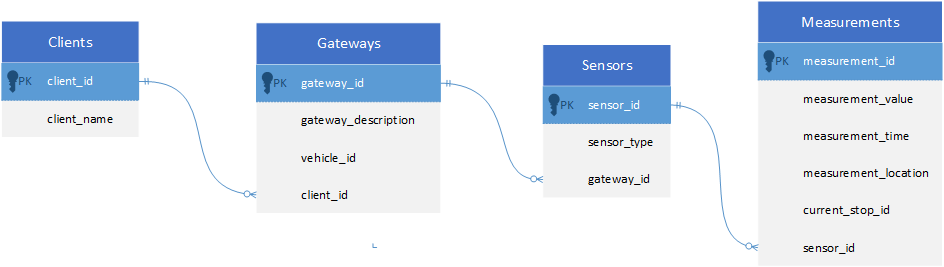 Clients
PK client_id
client_name
Gateways
PK gateway_id
gateway_description
vehicle_id
client_id
Sensors
PK sensor_id
sensor_type
gateway_id
Measurements
PK measurement_id
measurement_value
measurement_time
measurement_location
current_stop_id
sensor_id